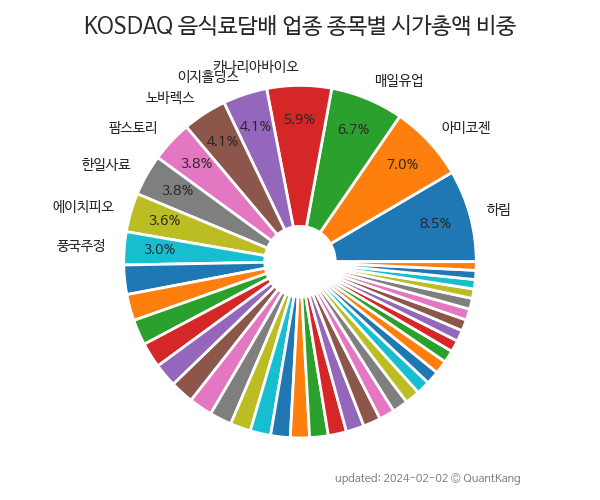 KOSDAQ 음식료담배 업종 종목별 시가총액 비중
하림
8.5%
아미코젠
7.0%
매일유업
6.7%
카나리아바이오
5.9%
이지홀딩스
4.1%
노바렉스
4.1%
팜스토리
3.8%
한일사료
3.8%
에이치피오
3.6%
풍국주정
3.0%
updated: 2024-02-02 © QuantKang